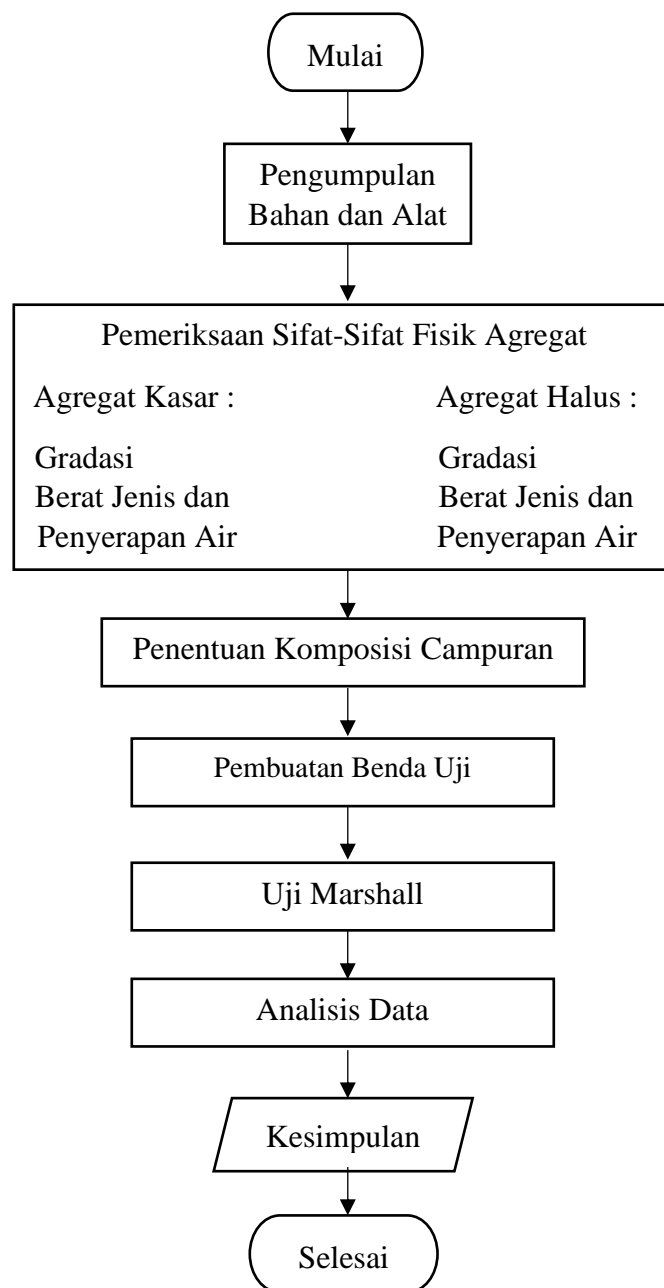 Mulai
Pengumpulan
Bahan dan Alat
Pemeriksaan Sifat-Sifat Fisik Agregat
Agregat Kasar :
Gradasi
Berat Jenis dan
Penyerapan Air
Agregat Halus :
Gradasi
Berat Jenis dan
Penyerapan Air
Penentuan Komposisi Campuran
Pembuatan Benda Uji
Uji Marshall
Analisis Data
Kesimpulan
Selesai